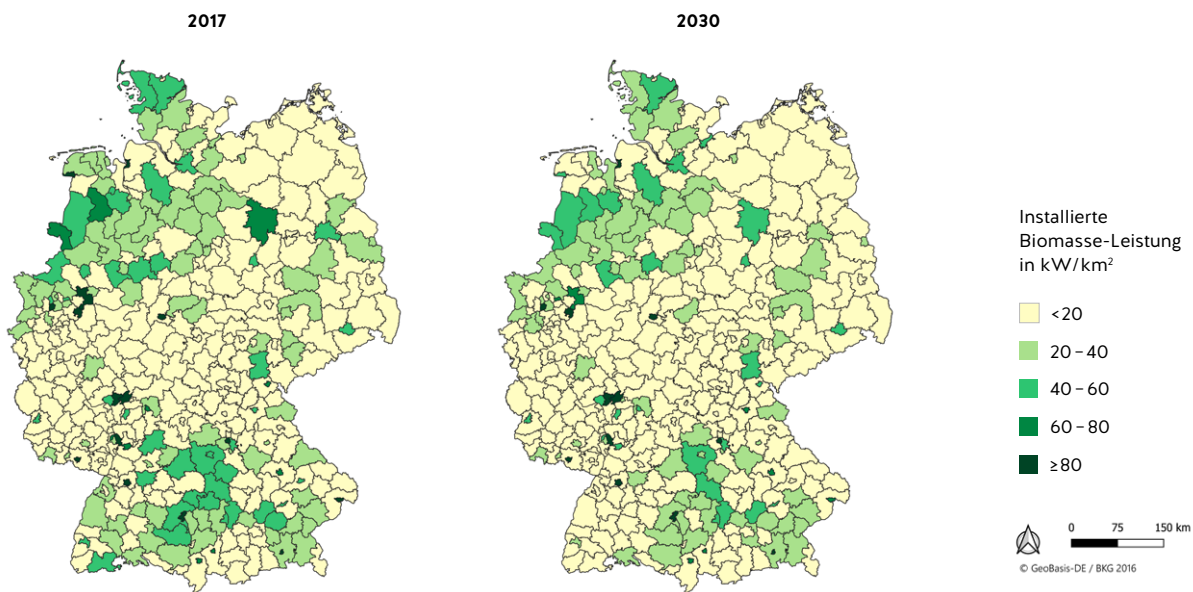 2017
2030
Installierte
Biomasse-Leistung
in kW/km²
<20
20–40
40–60
60–80
≥80
0 75 150 km
© GeoBasis-DE / BKG 2016